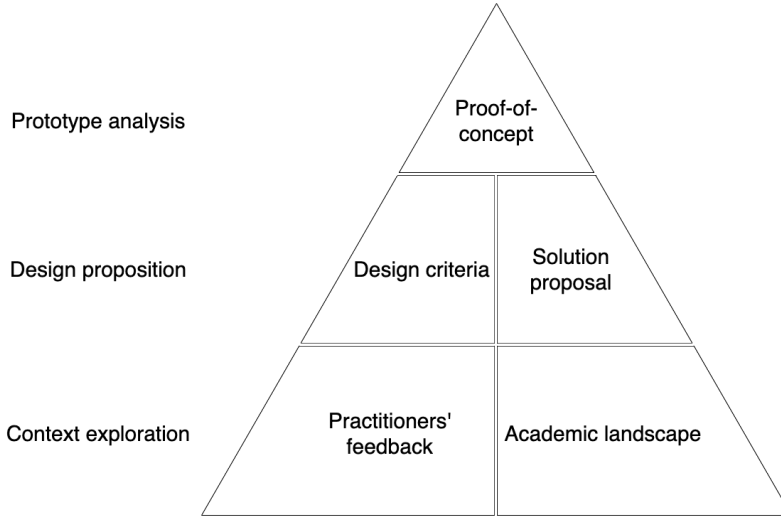 Prototype analysis
Proof-of-
concept
Design proposition
Design criteria
Solution
proposal
Context exploration
Practitioners'
feedback
Academic landscape